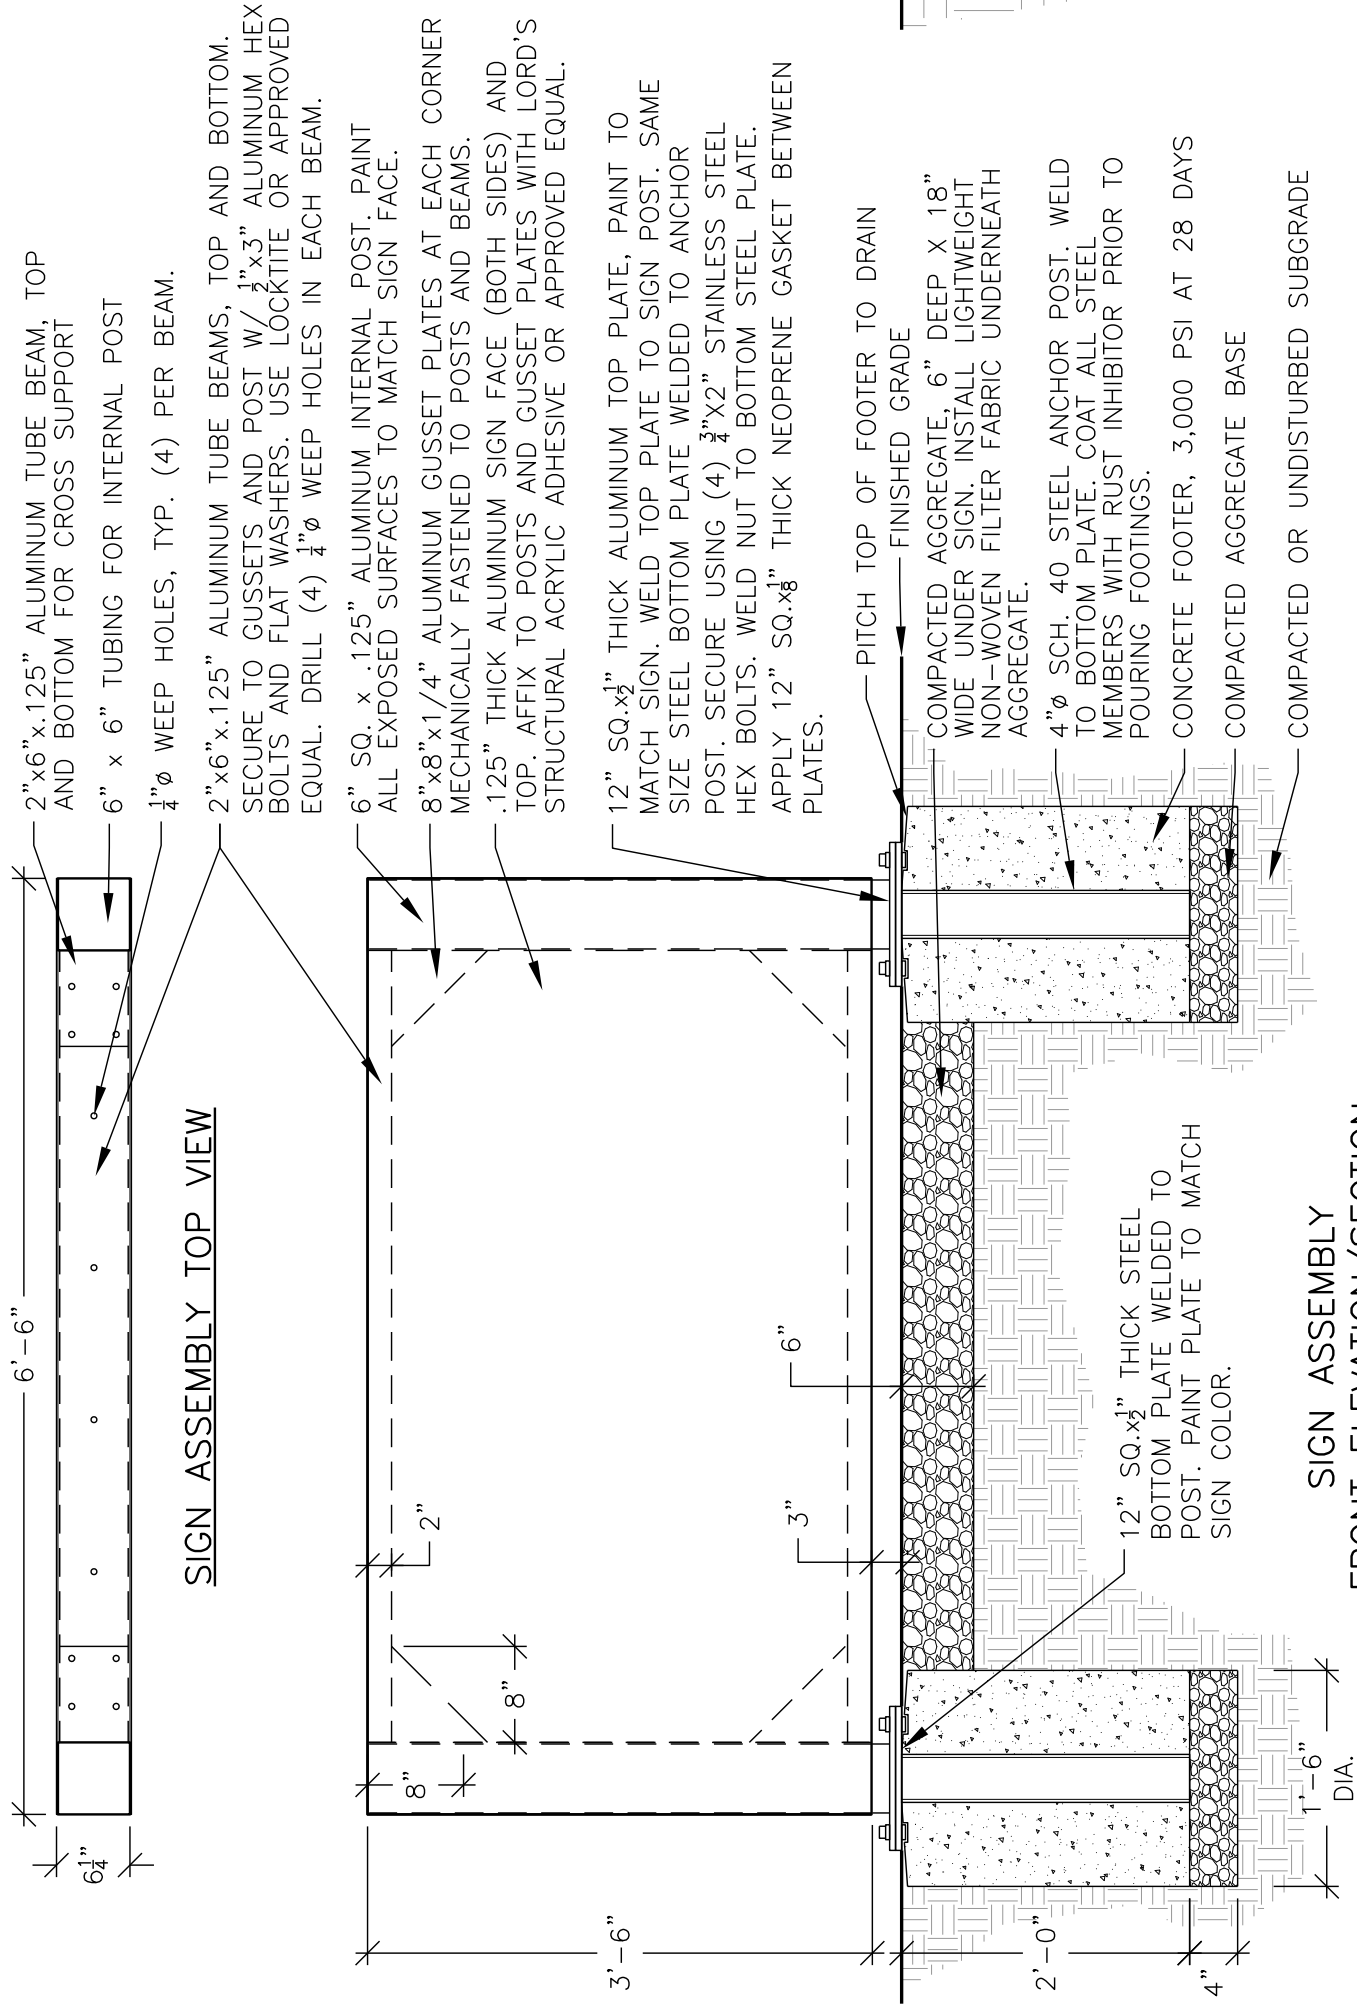 2"x6"x.125" ALUMINUM TUBE BEAM, TOP
AND BOTTOM FOR CROSS SUPPORT
6" x 6" TUBING FOR INTERNAL POST
1/4"ø WEEP HOLES, TYP. (4) PER BEAM.
2"x6"x.125" ALUMINUM TUBE BEAMS, TOP AND BOTTOM.
SECURE TO GUSSETS AND POST W/ 1/2"x3" ALUMINUM HEX
BOLTS AND FLAT WASHERS. USE LOCKTITE OR APPROVED
EQUAL. DRILL (4) 1/4"ø WEEP HOLES IN EACH BEAM.
6" SQ. x .125" ALUMINUM INTERNAL POST. PAINT
ALL EXPOSED SURFACES TO MATCH SIGN FACE.
8"x8"x1/4" ALUMINUM GUSSET PLATES AT EACH CORNER
MECHANICALLY FASTENED TO POSTS AND BEAMS.
.125" THICK ALUMINUM SIGN FACE (BOTH SIDES) AND
TOP. AFFIX TO POSTS AND GUSSET PLATES WITH LORD'S
STRUCTURAL ACRYLIC ADHESIVE OR APPROVED EQUAL.
12" SQ.x1/2" THICK ALUMINUM TOP PLATE, PAINT TO
MATCH SIGN. WELD TOP PLATE TO SIGN POST. SAME
SIZE STEEL BOTTOM PLATE WELDED TO ANCHOR
POST. SECURE USING (4) 3/4"X2" STAINLESS STEEL
HEX BOLTS. WELD NUT TO BOTTOM STEEL PLATE.
APPLY 12" SQ.x1/8" THICK NEOPRENE GASKET BETWEEN
PLATES.
PITCH TOP OF FOOTER TO DRAIN
FINISHED GRADE
COMPACTED AGGREGATE, 6" DEEP X 18"
WIDE UNDER SIGN. INSTALL LIGHTWEIGHT
NON-WOVEN FILTER FABRIC UNDERNEATH
AGGREGATE.
4"ø SCH. 40 STEEL ANCHOR POST. WELD
TO BOTTOM PLATE. COAT ALL STEEL
MEMBERS WITH RUST INHIBITOR PRIOR TO
POURING FOOTINGS.
CONCRETE FOOTER, 3,000 PSI AT 28 DAYS
COMPACTED AGGREGATE BASE
COMPACTED OR UNDISTURBED SUBGRADE
6'-6"
6 1/4"
SIGN ASSEMBLY TOP VIEW
2"
8"
8"
3"
6"
3'-6"
2'-0"
4"
1'-6"
DIA.
12" SQ.x1/2" THICK STEEL
BOTTOM PLATE WELDED TO
POST. PAINT PLATE TO MATCH
SIGN COLOR.
SIGN ASSEMBLY
FRONT ELEVATION/SECTION